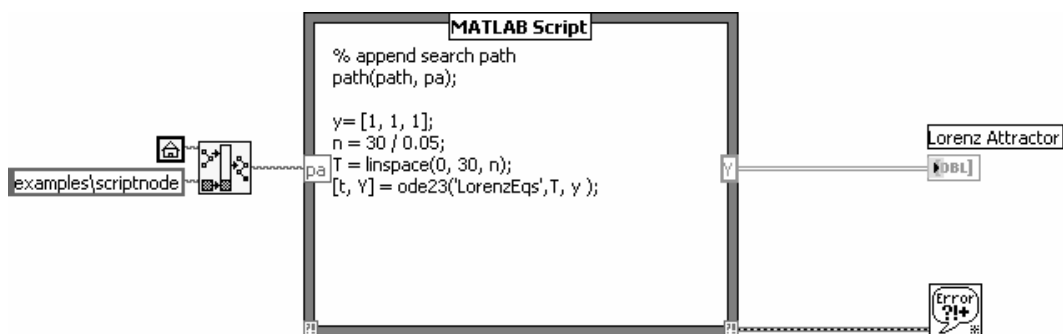 MATLAB Script
% append search path
path(path, pa);
y= [1, 1, 1];
n = 30 / 0.05;
T = linspace(0, 30, n);
[t, Y] = ode23('LorenzEqs',T, y );
pa
examples\scriptnode
Y
Lorenz Attractor
[DBL]
?!
?!
Error
?!+